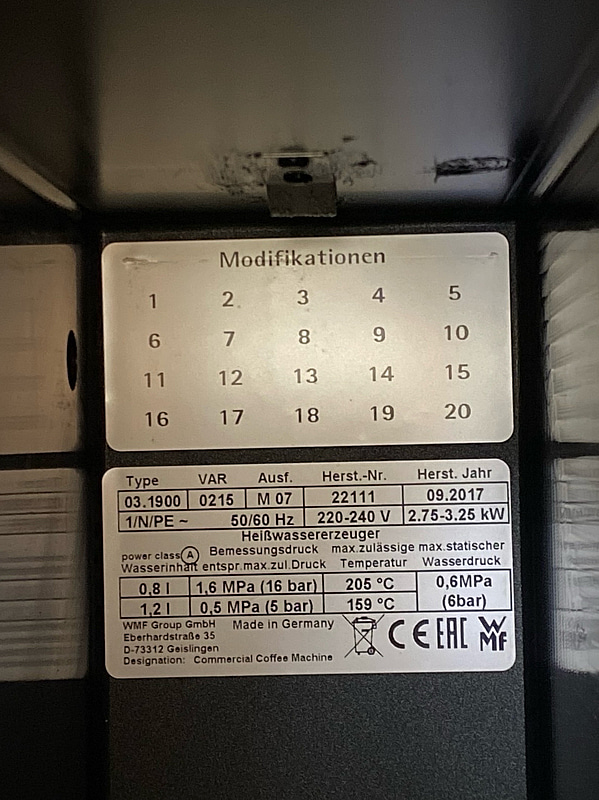 Modifikationen
1 2 3 4 5
6 7 8 9 10
11 12 13 14 15
16 17 18 19 20
Type VAR Ausf. Herst.-Nr. Herst. Jahr
03.1900 0215 M 07 22111 09.2017
1/N/PE ~ 50/60 Hz 220-240 V 2.75-3.25 kW
Heißwassererzeuger
power class A Bemessungsdruck max.zulässige max.statischer
Wasserinhalt entspr.max.zul.Druck Temperatur Wasserdruck
0,8 l 1,6 MPa (16 bar) 205 °C 0,6MPa
1,2 l 0,5 MPa (5 bar) 159 °C (6bar)
WMF Group GmbH Made in Germany
Eberhardstraße 35
D-73312 Geislingen
Designation: Commercial Coffee Machine
CE EAC WMF